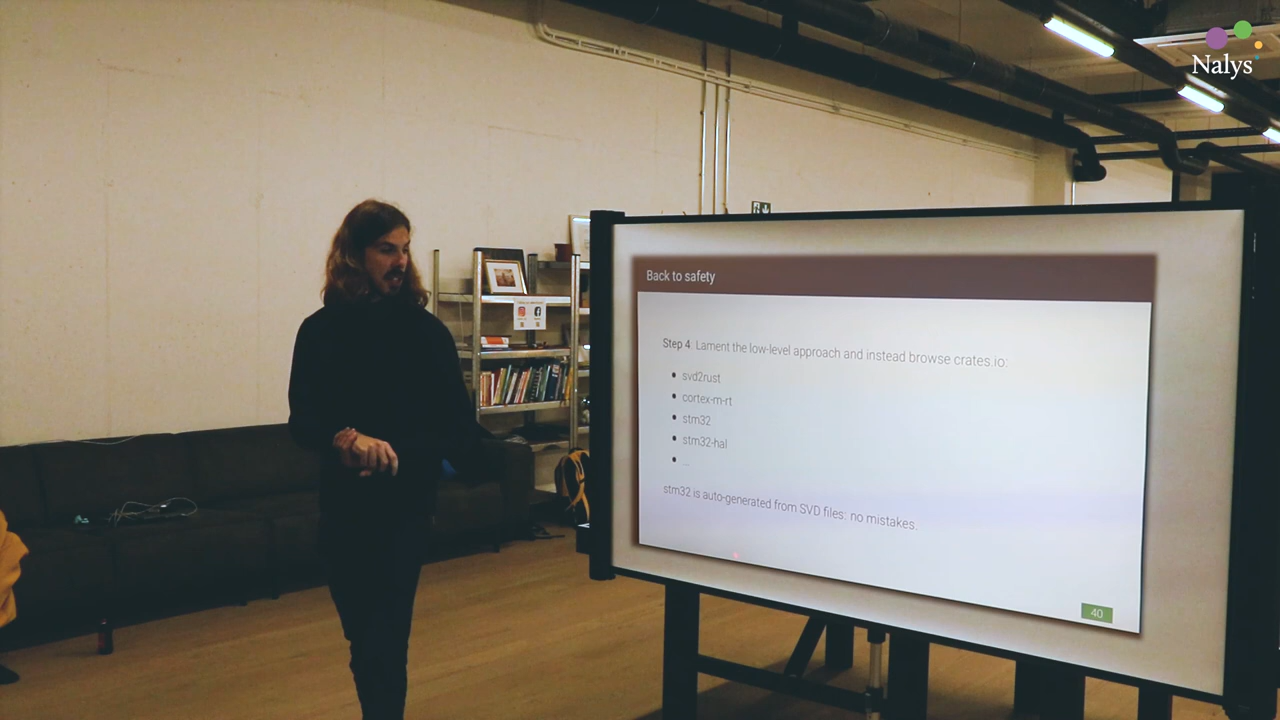 Nalys
Back to safety
Step 4 Lament the low-level approach and instead browse crates.io:
• svd2rust
• cortex-m-rt
• stm32
• stm32-hal
• ...
stm32 is auto-generated from SVD files: no mistakes.
40